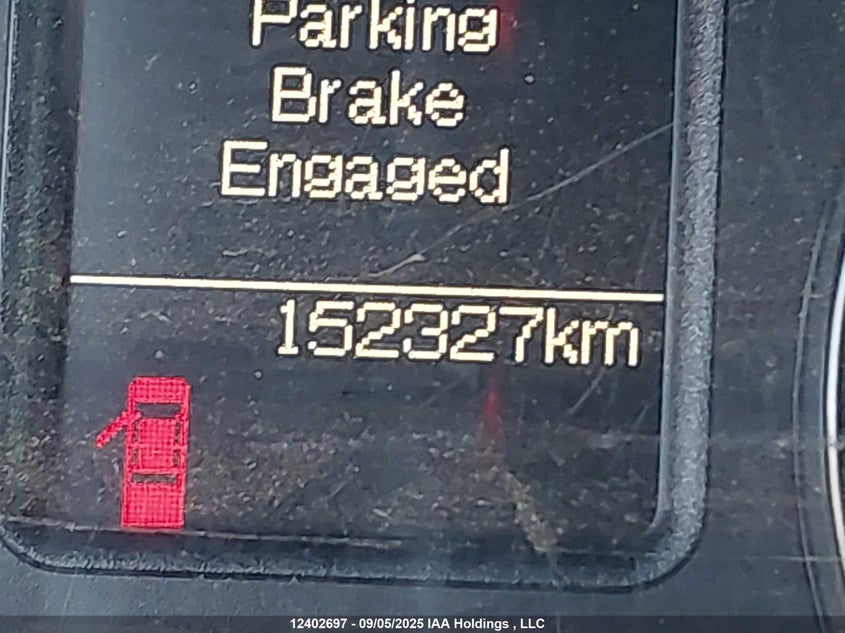 Parking
Brake
Engaged
152327km
12402697 - 09/05/2025 IAA Holdings , LLC